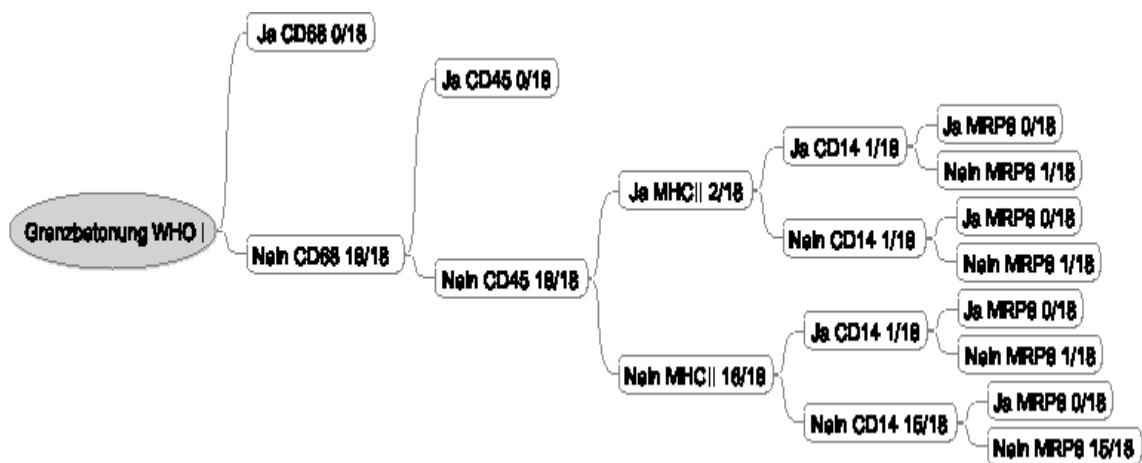 Grenzbetonung WHO I
Ja CD68 0/18
Nein CD68 18/18
Ja CD45 0/18
Nein CD45 18/18
Ja MHCII 2/18
Nein MHCII 16/18
Ja CD14 1/18
Nein CD14 1/18
Ja CD14 1/18
Nein CD14 15/18
Ja MRP8 0/18
Nein MRP8 1/18
Ja MRP8 0/18
Nein MRP8 1/18
Ja MRP8 0/18
Nein MRP8 1/18
Ja MRP8 0/18
Nein MRP8 15/18